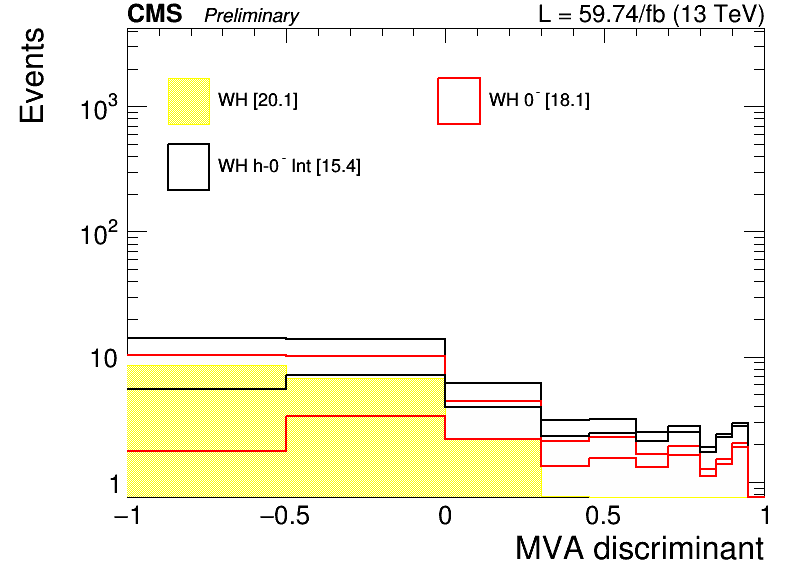 CMS Preliminary L = 59.74/fb (13 TeV)
Events
WH [20.1] WH 0⁻ [18.1]
WH h-0⁻ Int [15.4]
10³
10²
10
1
−1 −0.5 0 0.5 1
MVA discriminant